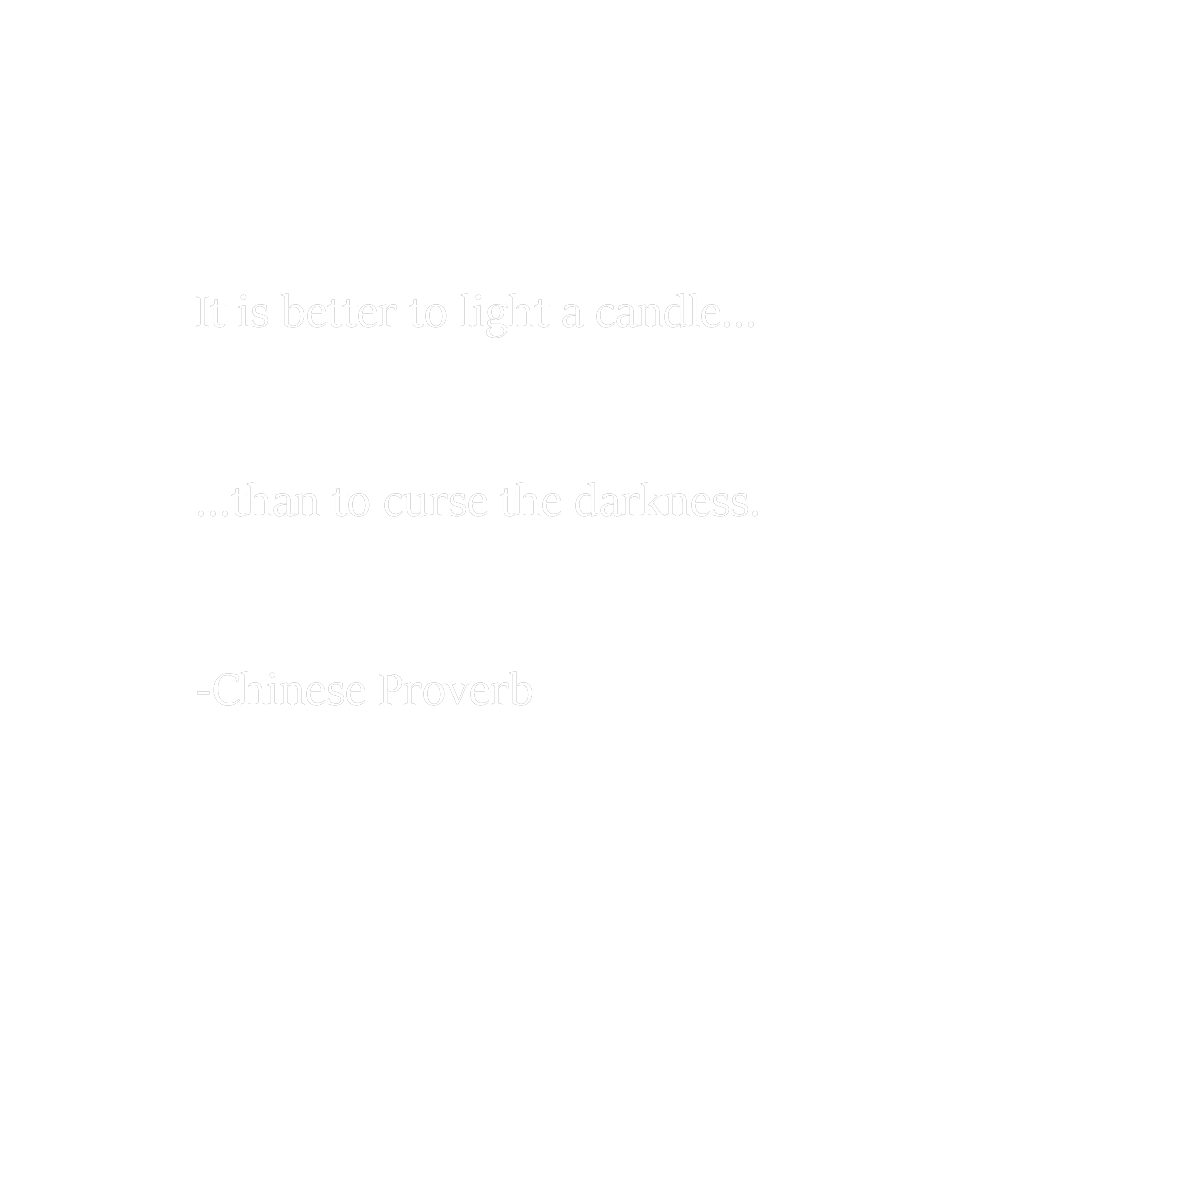 It is better to light a candle...
...than to curse the darkness.
-Chinese Proverb